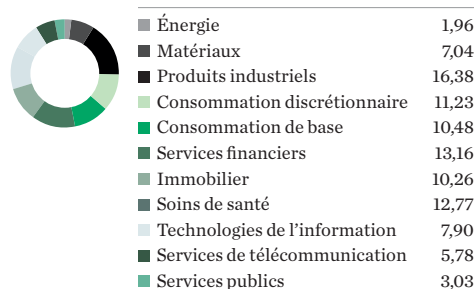 Énergie 1,96
Matériaux 7,04
Produits industriels 16,38
Consommation discrétionnaire 11,23
Consommation de base 10,48
Services financiers 13,16
Immobilier 10,26
Soins de santé 12,77
Technologies de l'information 7,90
Services de télécommunication 5,78
Services publics 3,03